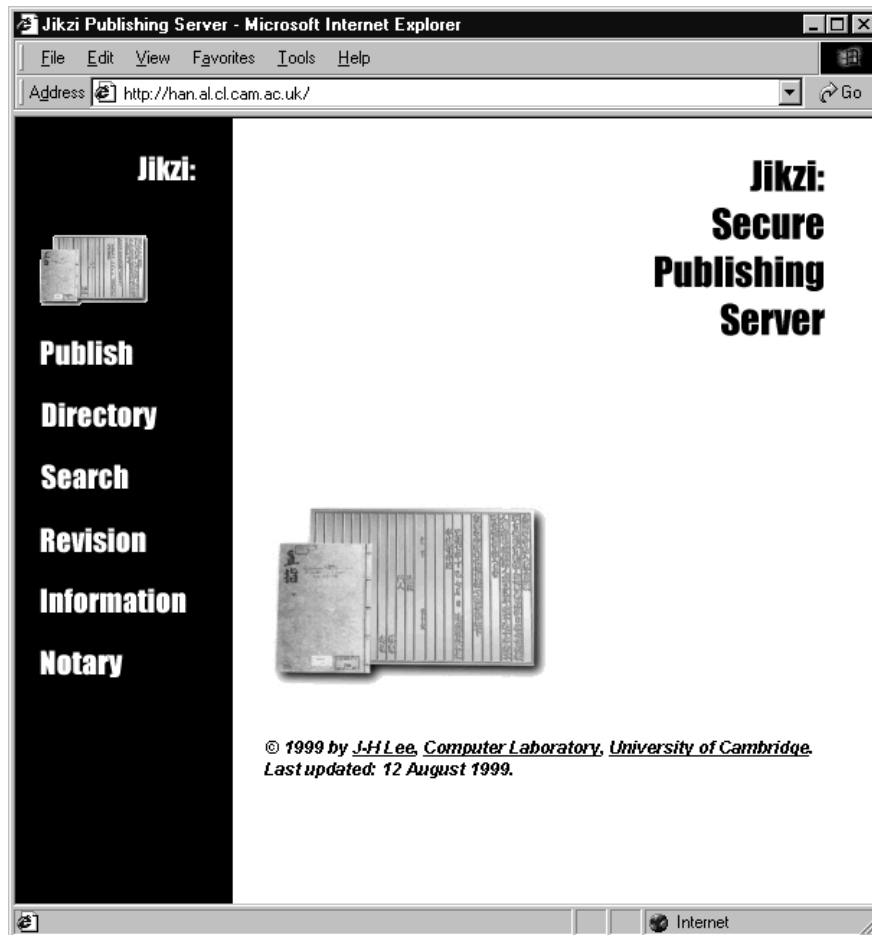 Jikzi Publishing Server - Microsoft Internet Explorer
File Edit View Favorites Tools Help
Address http://han.al.cl.cam.ac.uk/ Go
Jikzi:
Publish
Directory
Search
Revision
Information
Notary
Jikzi:
Secure
Publishing
Server
直
指
© 1999 by J-H Lee, Computer Laboratory, University of Cambridge.
Last updated: 12 August 1999.
Internet